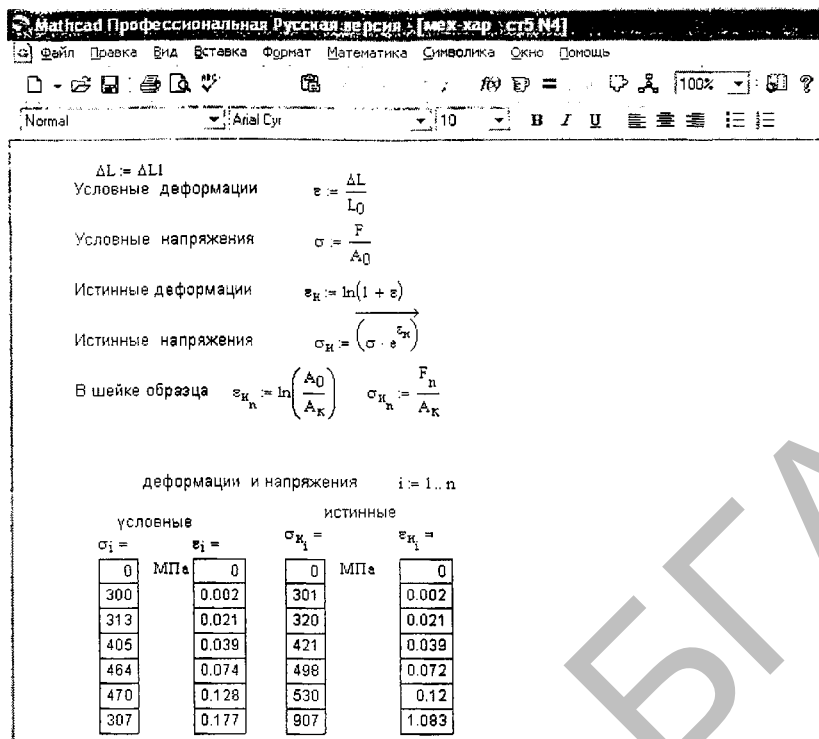 Mathcad Профессиональная Русская версия - [мех-хар_ст5 N4]
Файл Правка Вид Вставка Формат Математика Символика Окно Помощь
f(x) = 100% ?
Normal Arial Cyr 10 B I U
ΔL := ΔL1
Условные деформации ε := ΔL / L0
Условные напряжения σ := F / A0
Истинные деформации εи := ln(1 + ε)
Истинные напряжения σи := (σ · e^εи)
В шейке образца εи n := ln(A0 / Aк) σи n := Fn / Aк
деформации и напряжения i := 1.. n
условные истинные
σi = εi = σиi = εиi =
0 МПа 0 0 МПа 0
300 0.002 301 0.002
313 0.021 320 0.021
405 0.039 421 0.039
464 0.074 498 0.072
470 0.128 530 0.12
307 0.177 907 1.083
БГА